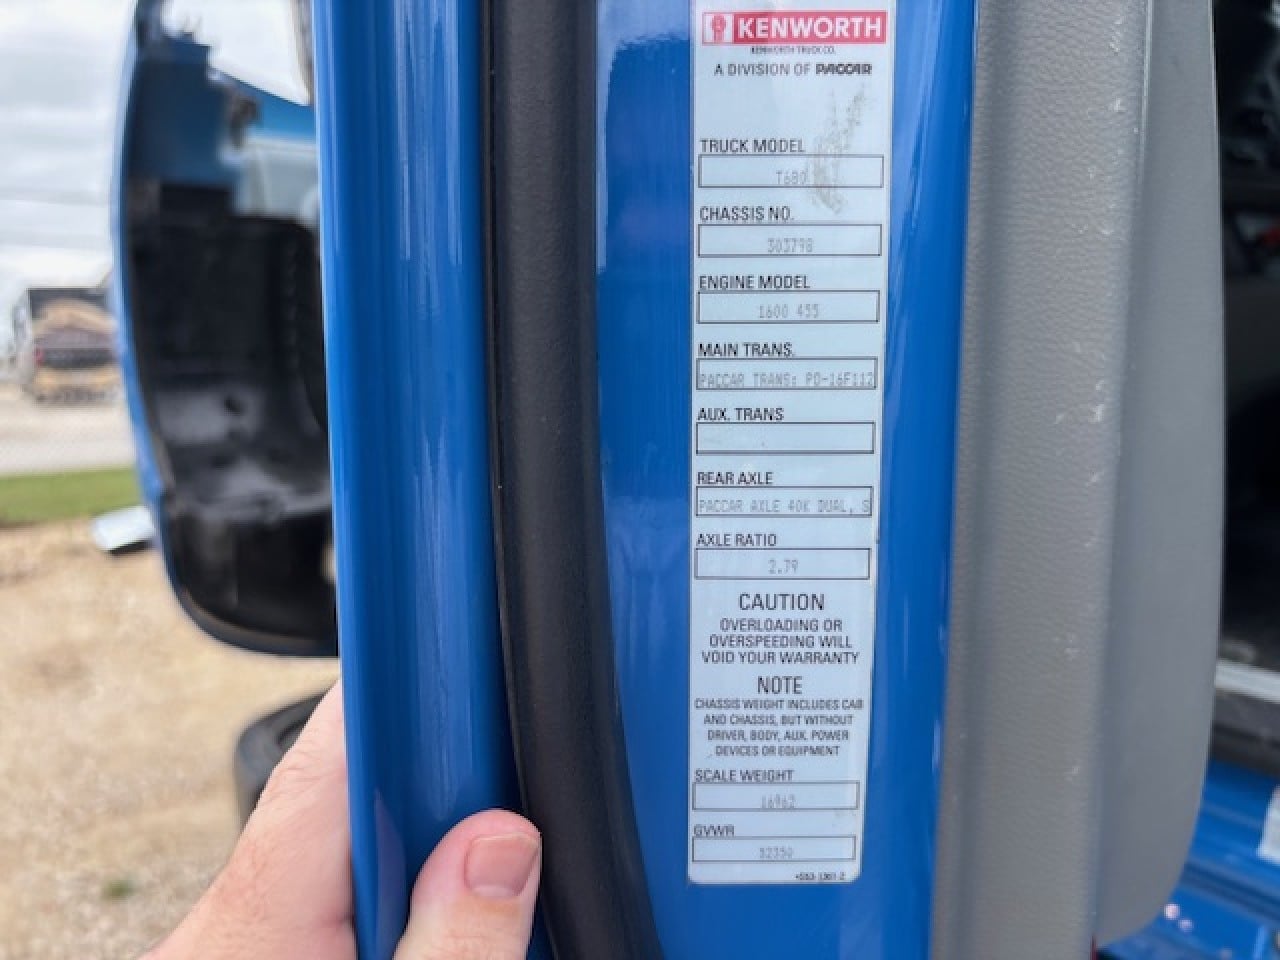 KENWORTH
KENWORTH TRUCK CO.
A DIVISION OF PACCAR
TRUCK MODEL
T680
CHASSIS NO.
303798
ENGINE MODEL
1600 455
MAIN TRANS.
PACCAR TRANS: PO-16F112
AUX. TRANS
REAR AXLE
PACCAR AXLE 40K DUAL, S
AXLE RATIO
2.79
CAUTION
OVERLOADING OR
OVERSPEEDING WILL
VOID YOUR WARRANTY
NOTE
CHASSIS WEIGHT INCLUDES CAB
AND CHASSIS, BUT WITHOUT
DRIVER, BODY, AUX. POWER
DEVICES OR EQUIPMENT
SCALE WEIGHT
16962
GVWR
52350